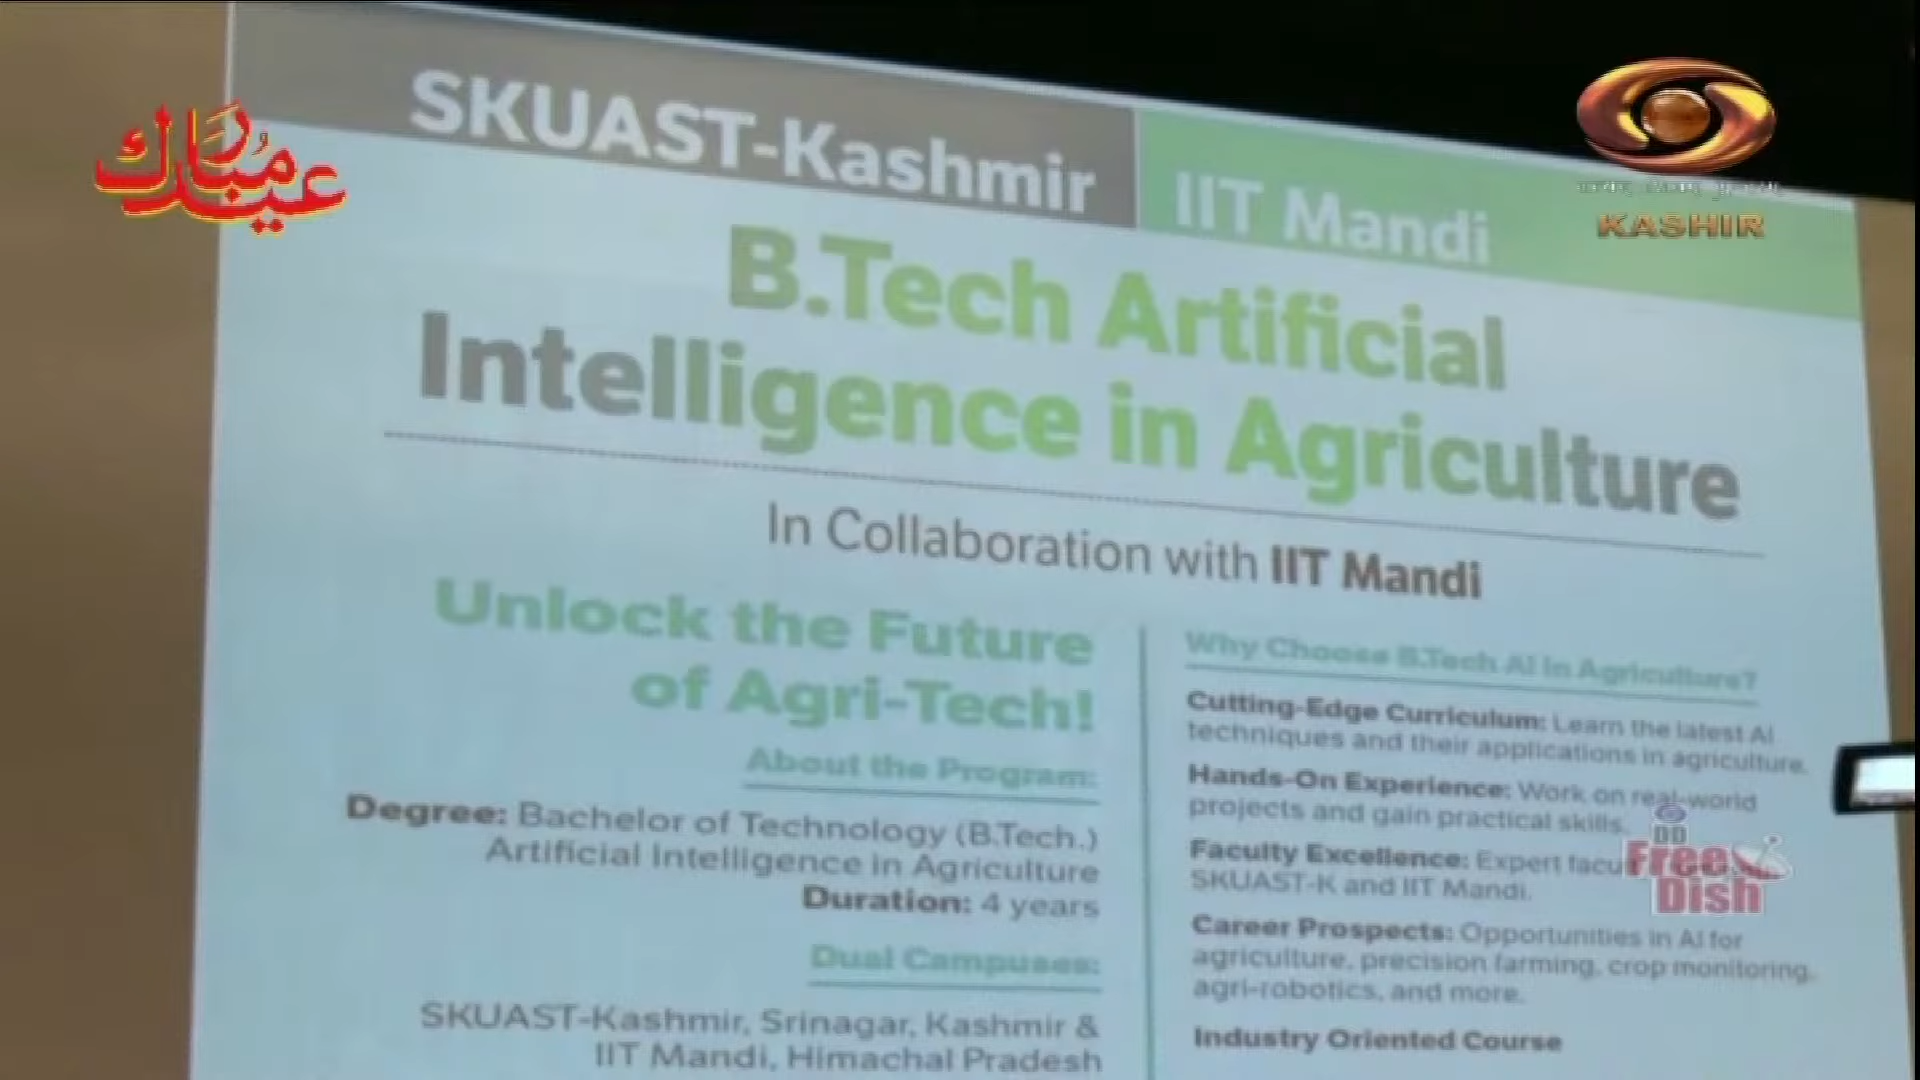 عید مبارک
KASHIR
SKUAST-Kashmir
IIT Mandi
B.Tech Artificial
Intelligence in Agriculture
In Collaboration with IIT Mandi
Unlock the Future
of Agri-Tech!
About the Program:
Degree: Bachelor of Technology (B.Tech.)
Artificial Intelligence in Agriculture
Duration: 4 years
Dual Campuses:
SKUAST-Kashmir, Srinagar, Kashmir &
IIT Mandi, Himachal Pradesh
Why Choose B.Tech AI in Agriculture?
Cutting-Edge Curriculum: Learn the latest AI
techniques and their applications in agriculture.
Hands-On Experience: Work on real-world
projects and gain practical skills.
Faculty Excellence: Expert
SKUAST-K and IIT Mandi.
Career Prospects: Opportunities in AI for
agriculture, precision farming, crop monitoring,
agri-robotics, and more.
Industry Oriented Course
DD
Free
Dish